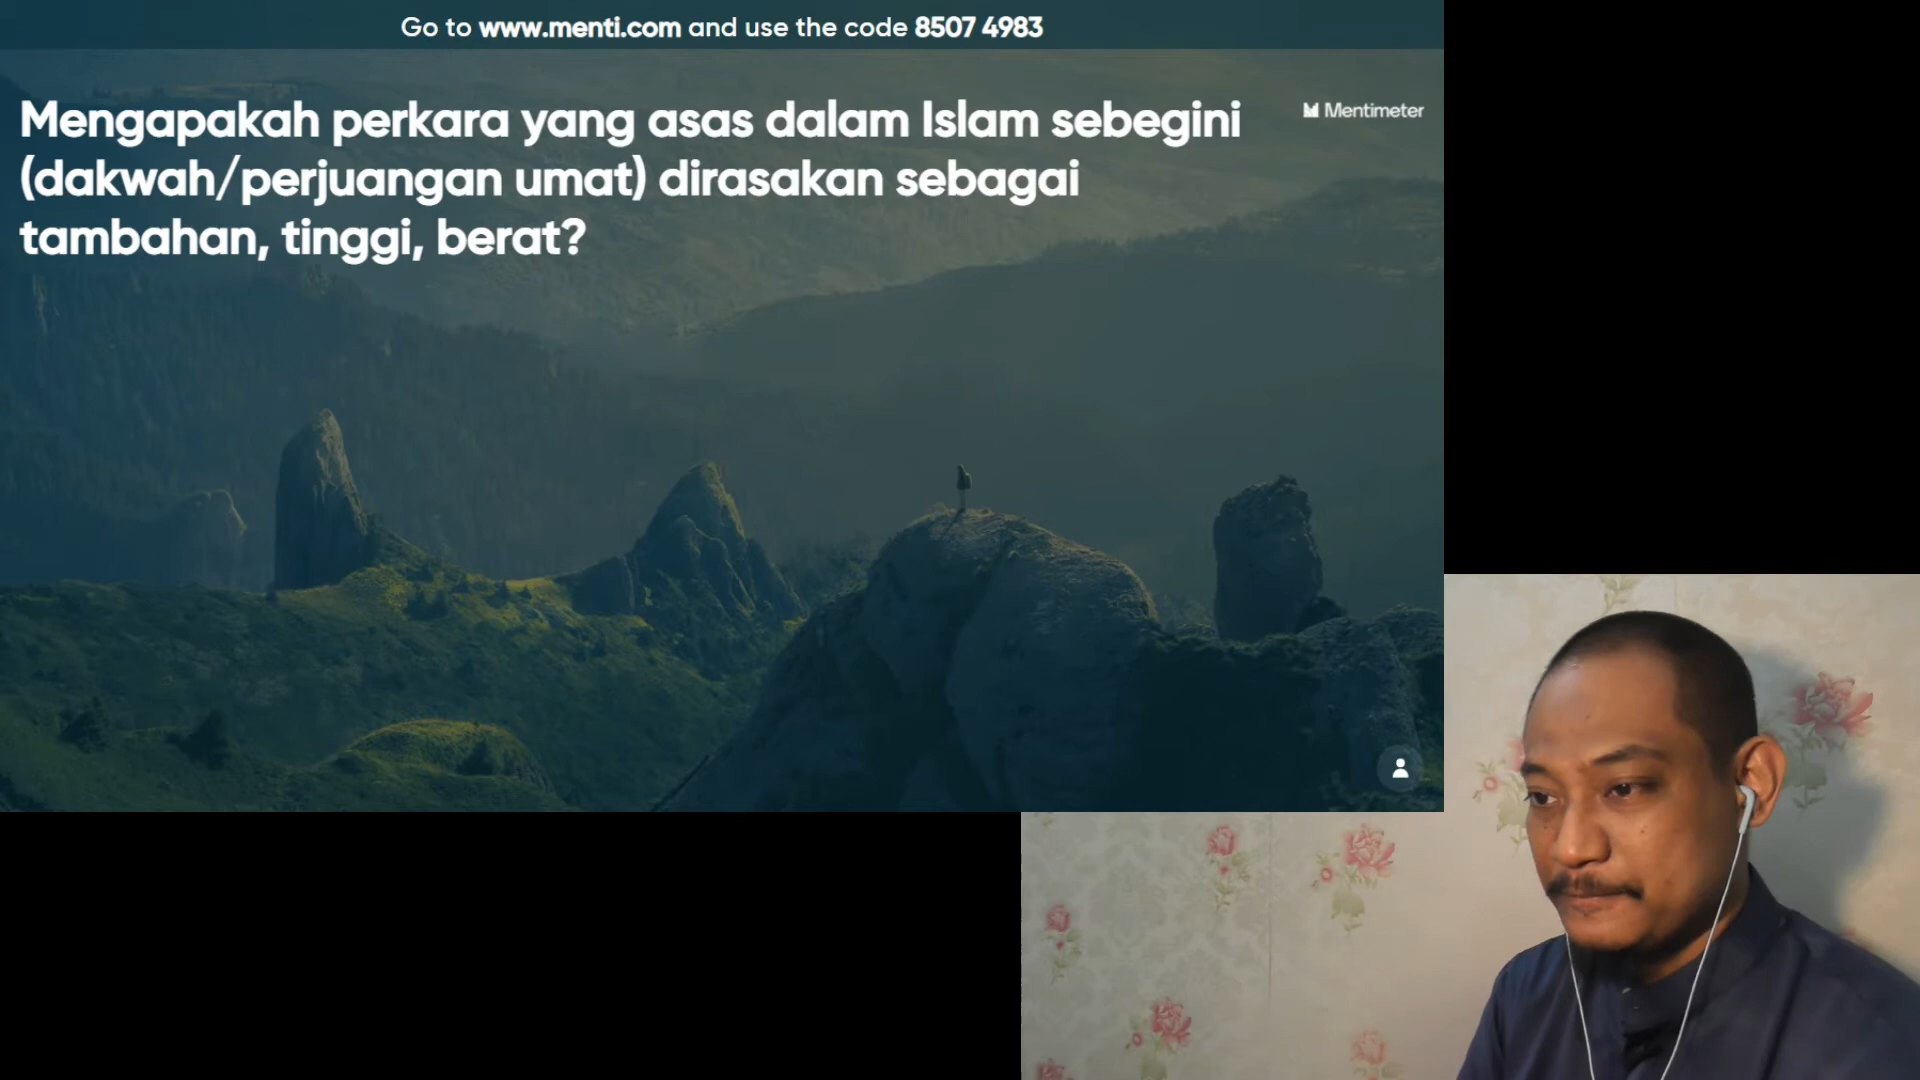 Go to www.menti.com and use the code 8507 4983
Mentimeter
Mengapakah perkara yang asas dalam Islam sebegini
(dakwah/perjuangan umat) dirasakan sebagai
tambahan, tinggi, berat?